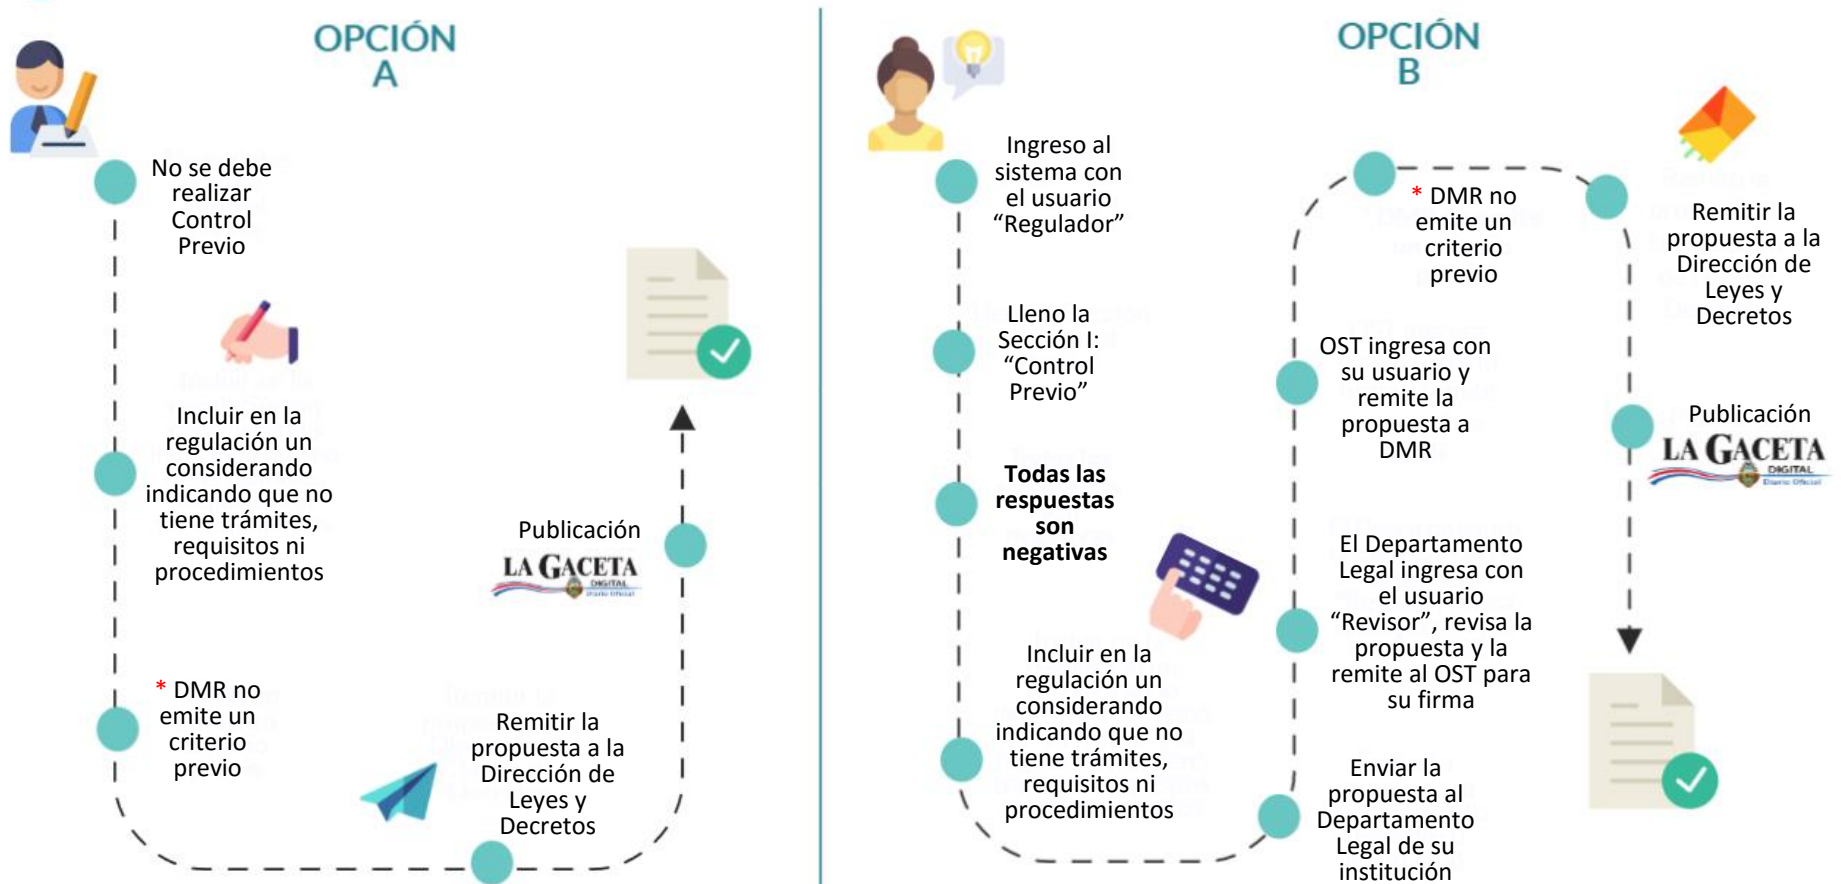 OPCIÓN
A
No se debe
realizar
Control
Previo
Incluir en la
regulación un
considerando
indicando que no
tiene trámites,
requisitos ni
procedimientos
* DMR no
emite un
criterio
previo
Remitir la
propuesta a la
Dirección de
Leyes y
Decretos
Publicación
LA GACETA
DIGITAL
Diario Oficial
OPCIÓN
B
Ingreso al
sistema con
el usuario
“Regulador”
Lleno la
Sección I:
“Control
Previo”
Todas las
respuestas
son
negativas
Incluir en la
regulación un
considerando
indicando que no
tiene trámites,
requisitos ni
procedimientos
Enviar la
propuesta al
Departamento
Legal de su
institución
El Departamento
Legal ingresa con
el usuario
“Revisor”, revisa la
propuesta y la
remite al OST para
su firma
OST ingresa con
su usuario y
remite la
propuesta a
DMR
* DMR no
emite un
criterio
previo
Remitir la
propuesta a la
Dirección de
Leyes y
Decretos
Publicación
LA GACETA
DIGITAL
Diario Oficial